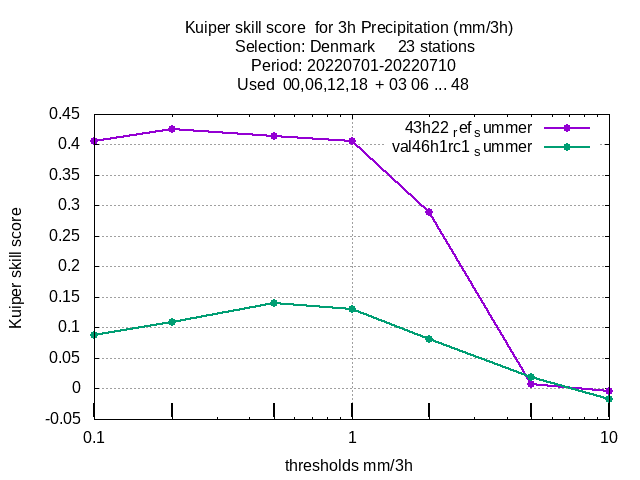 Kuiper skill score  for 3h Precipitation (mm/3h)
Selection: Denmark     23 stations
Period: 20220701-20220710
Used  00,06,12,18  + 03 06 ... 48
43h22 ref summer
val46h1rc1 summer
0.45
0.4
0.35
0.3
0.25
0.2
0.15
0.1
0.05
0
-0.05
Kuiper skill score
0.1 1 10
thresholds mm/3h